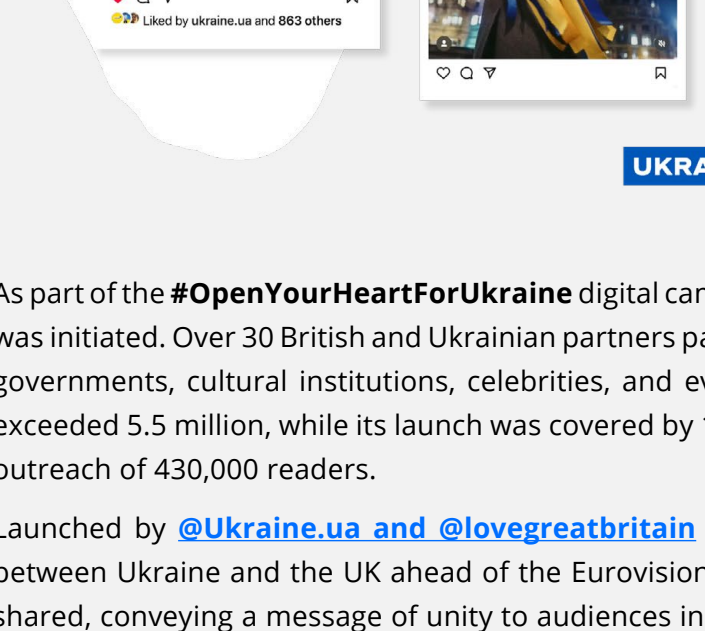 Liked by ukraine.ua and 863 others
UKRA
As part of the #OpenYourHeartForUkraine digital
was initiated. Over 30 British and Ukrainian partners
governments, cultural institutions, celebrities, and
exceeded 5.5 million, while its launch was covered by
outreach of 430,000 readers.
Launched by @Ukraine.ua and @lovegreatbritain
between Ukraine and the UK ahead of the Eurovision
shared, conveying a message of unity to audiences in